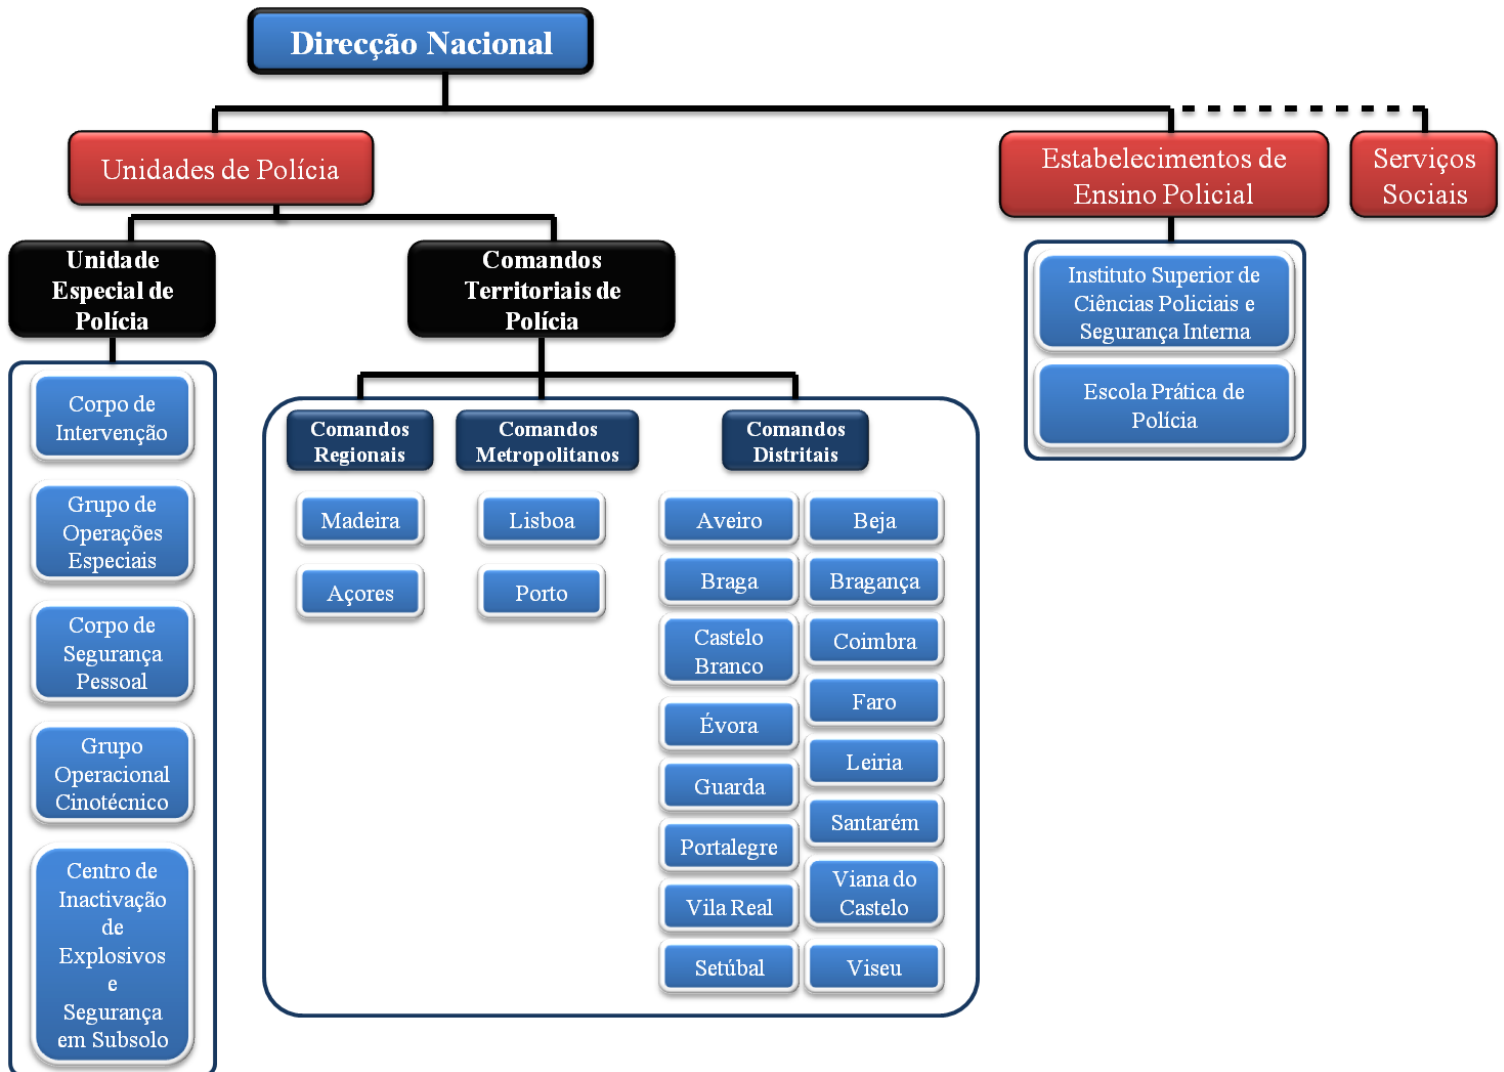 Direcção Nacional
Unidades de Polícia
Estabelecimentos de
Ensino Policial
Serviços
Sociais
Unidade
Especial de
Polícia
Comandos
Territoriais de
Polícia
Instituto Superior de
Ciências Policiais e
Segurança Interna
Escola Prática de
Polícia
Corpo de
Intervenção
Grupo de
Operações
Especiais
Corpo de
Segurança
Pessoal
Grupo
Operacional
Cinotécnico
Centro de
Inactivação
de
Explosivos
e
Segurança
em Subsolo
Comandos
Regionais
Madeira
Açores
Comandos
Metropolitanos
Lisboa
Porto
Comandos
Distritais
Aveiro
Beja
Braga
Bragança
Castelo
Branco
Coimbra
Évora
Faro
Guarda
Leiria
Portalegre
Santarém
Vila Real
Viana do
Castelo
Setúbal
Viseu